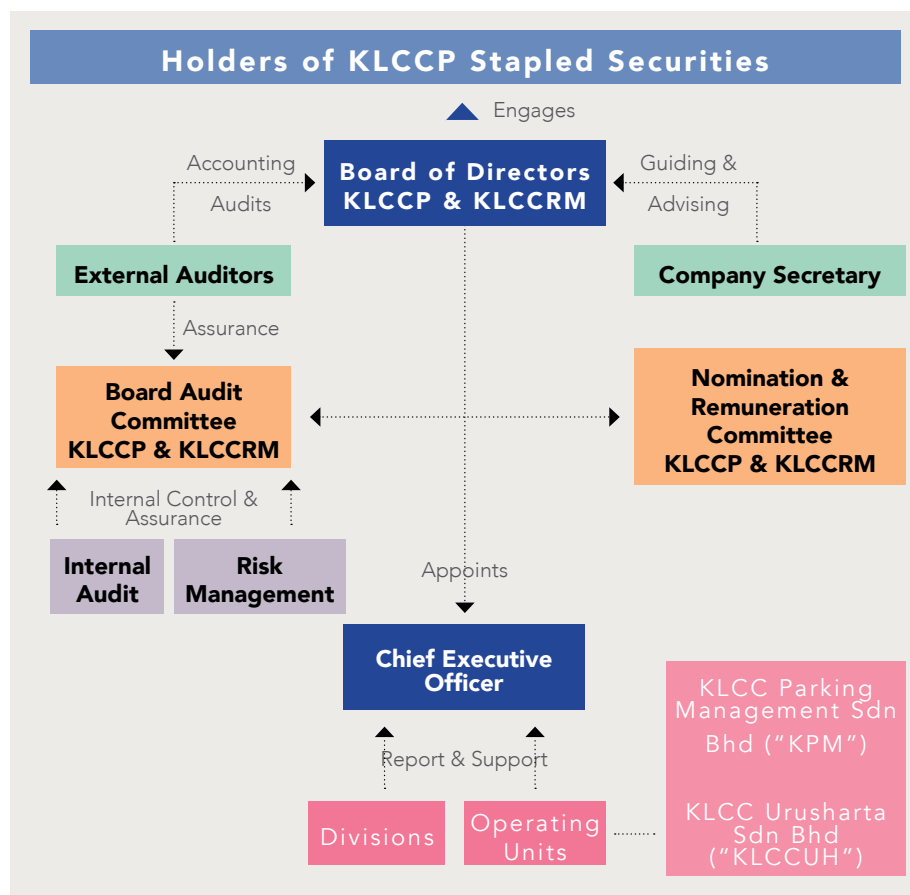 Holders of KLCCP Stapled Securities
Engages
Accounting
Audits
Board of Directors
KLCCP & KLCCRM
Guiding &
Advising
External Auditors
Company Secretary
Assurance
Board Audit
Committee
KLCCP & KLCCRM
Nomination &
Remuneration
Committee
KLCCP & KLCCRM
Internal Control &
Assurance
Internal
Audit
Risk
Management
Appoints
Chief Executive
Officer
Report & Support
Divisions
Operating
Units
KLCC Parking
Management Sdn
Bhd (“KPM”)
KLCC Urusharta
Sdn Bhd
(“KLCCUH”)